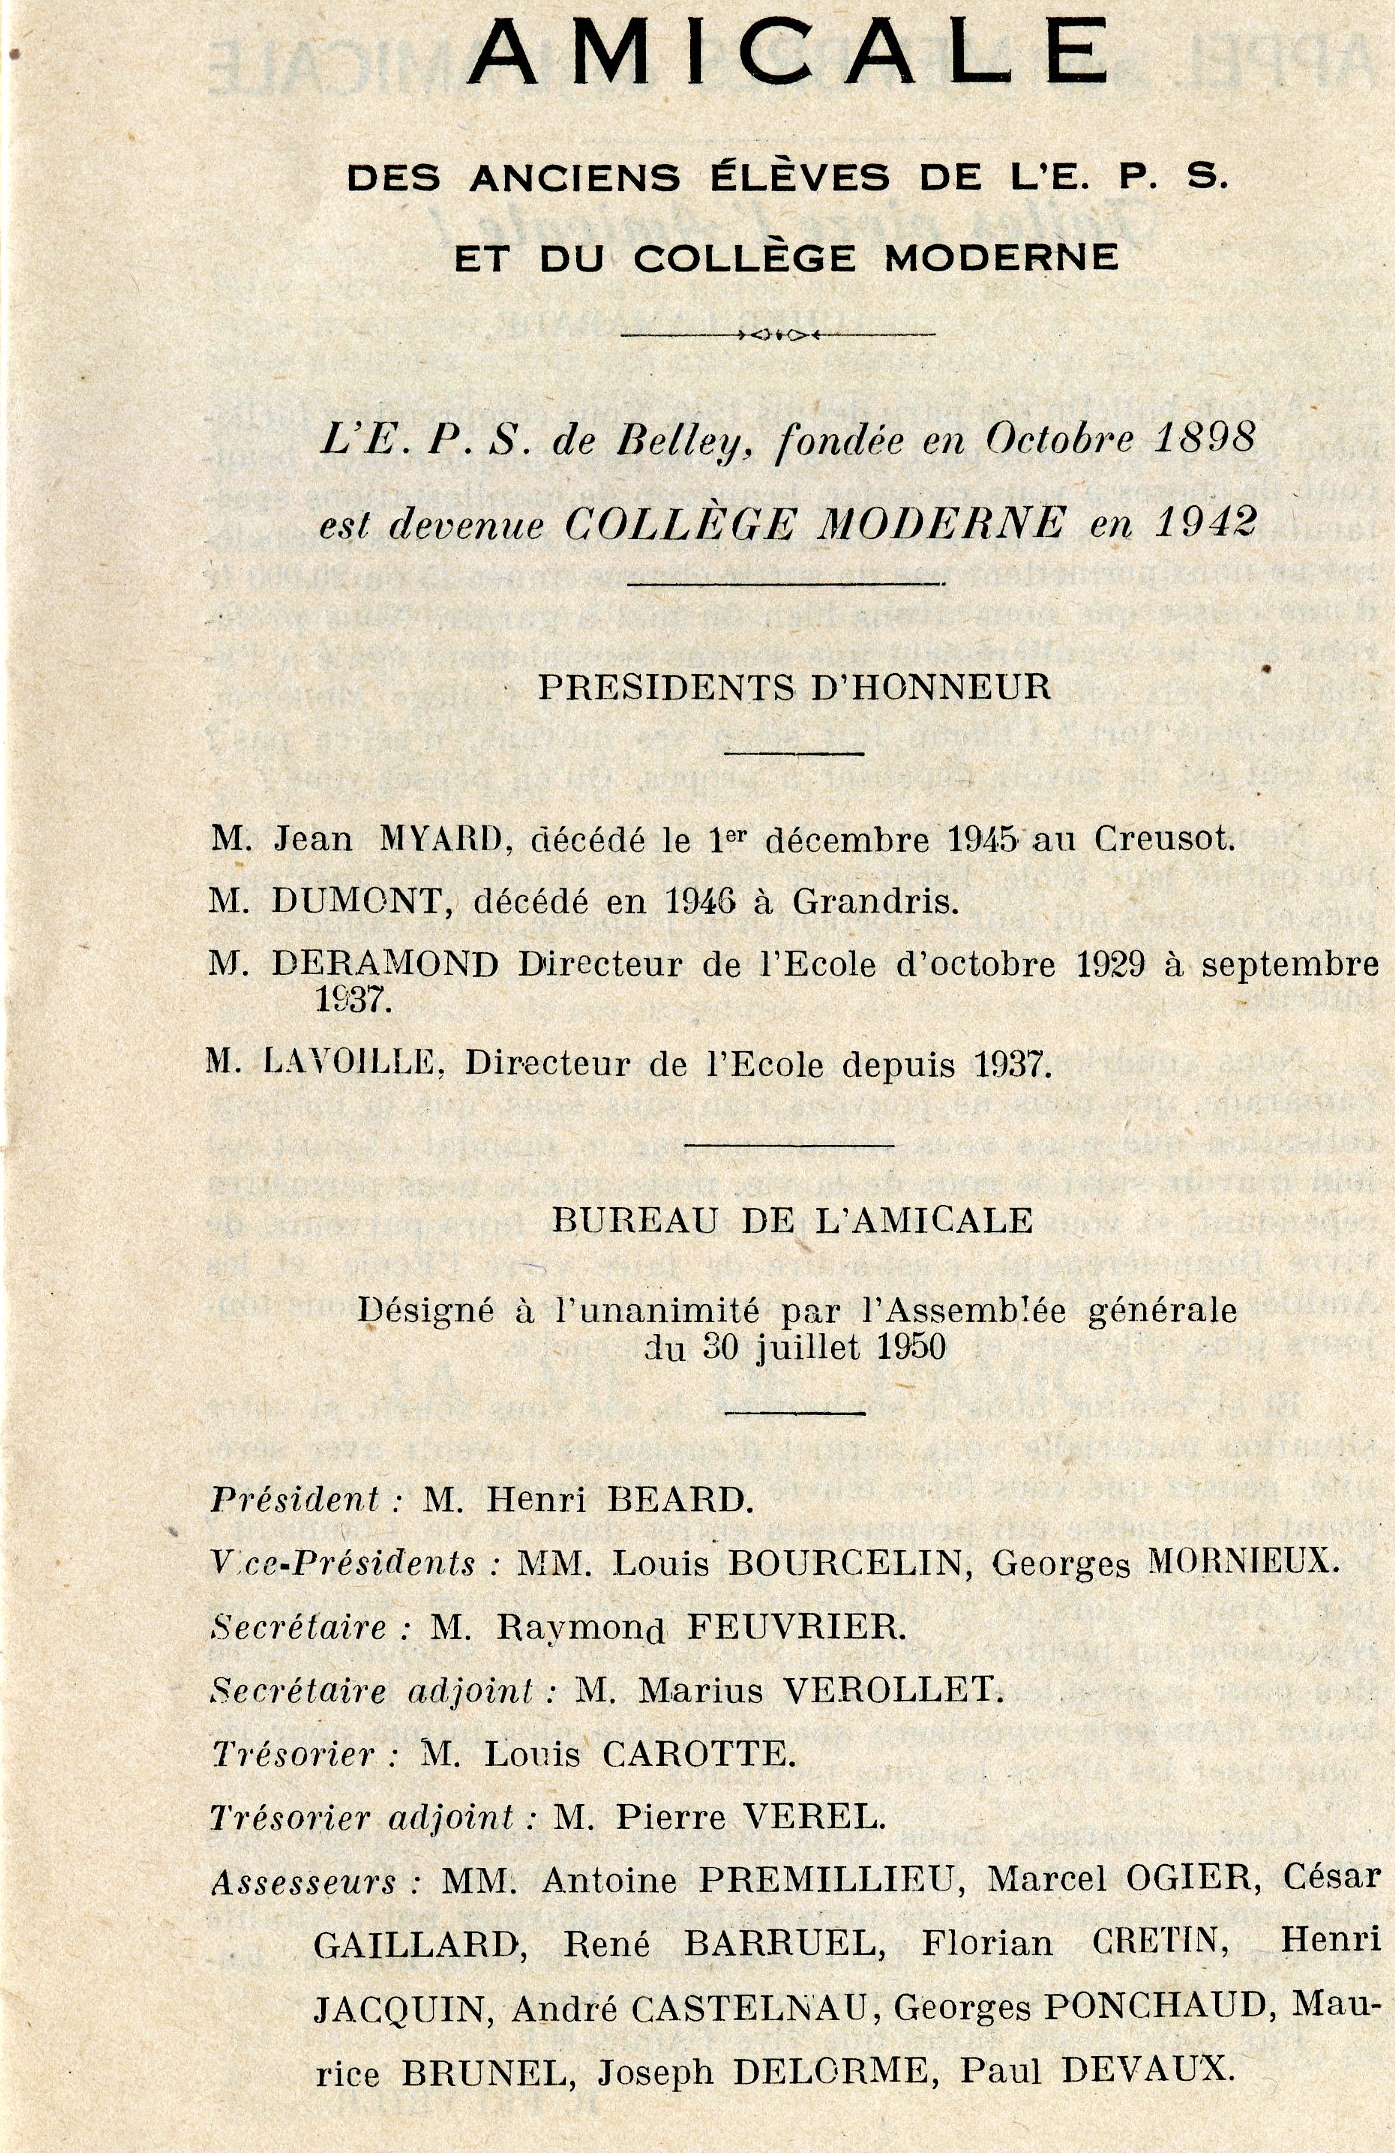 AMICALE
DES ANCIENS ÉLÈVES DE L'E. P. S.
ET DU COLLÈGE MODERNE
L'E. P. S. de Belley, fondée en Octobre 1898
est devenue COLLÈGE MODERNE en 1942
PRESIDENTS D'HONNEUR
M. Jean MYARD, décédé le 1er décembre 1945 au Creusot.
M. DUMONT, décédé en 1946 à Grandris.
M. DERAMOND Directeur de l'Ecole d'octobre 1929 à septembre
1937.
M. LAVOILLE, Directeur de l'Ecole depuis 1937.
BUREAU DE L'AMICALE
Désigné à l'unanimité par l'Assemblée générale
du 30 juillet 1950
Président : M. Henri BEARD.
Vice-Présidents : MM. Louis BOURCELIN, Georges MORNIEUX.
Secrétaire : M. Raymond FEUVRIER.
Secrétaire adjoint : M. Marius VEROLLET.
Trésorier : M. Louis CAROTTE.
Trésorier adjoint : M. Pierre VEREL.
Assesseurs : MM. Antoine PREMILLIEU, Marcel OGIER, César
GAILLARD, René BARRUEL, Florian CRETIN, Henri
JACQUIN, André CASTELNAU, Georges PONCHAUD, Mau-
rice BRUNEL, Joseph DELORME, Paul DEVAUX.